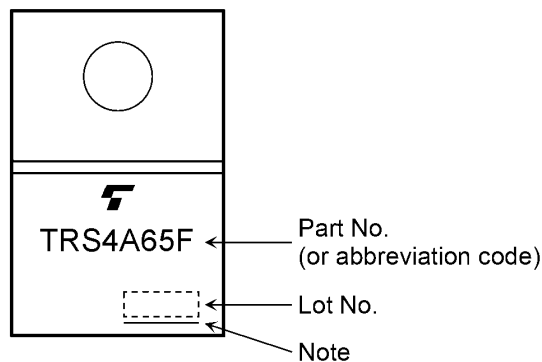 TRS4A65F
Part No.
(or abbreviation code)
Lot No.
Note